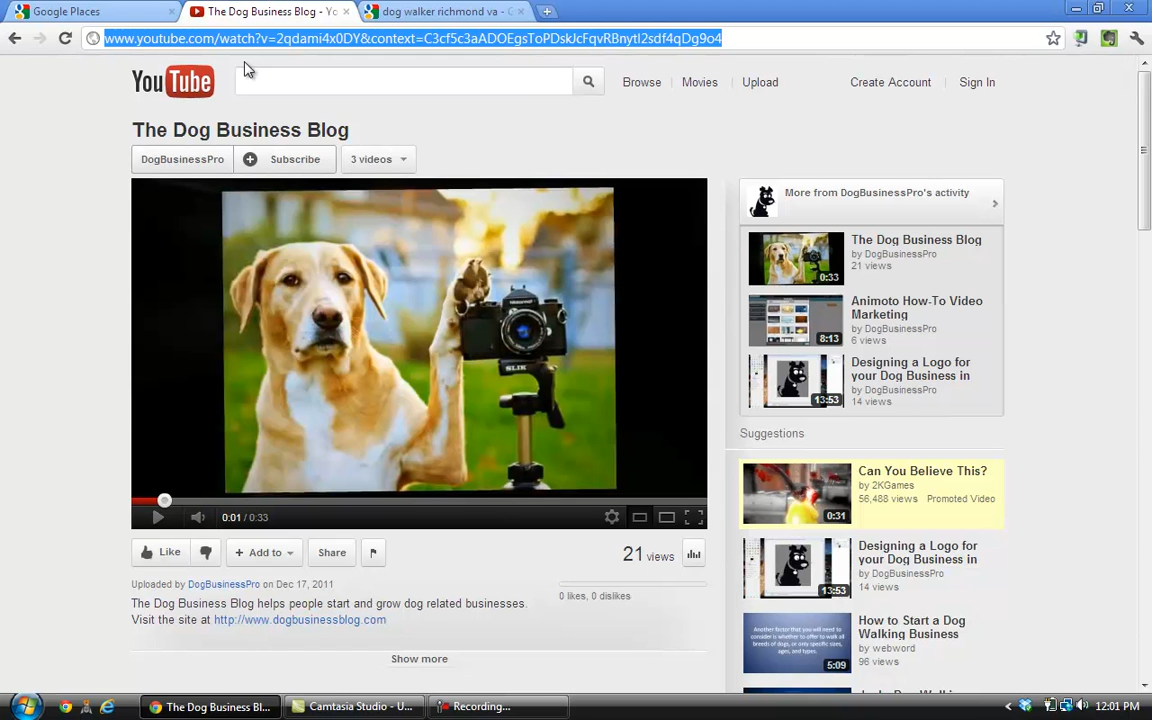 Google Places
The Dog Business Blog - Yo
dog walker richmond va - G
www.youtube.com/watch?v=2qdami4x0DY&context=C3cf5c3aADOEgsToPDskJcFqvRBnytI2sdf4qDg9o4
YouTube
Browse
Movies
Upload
Create Account
Sign In
The Dog Business Blog
DogBusinessPro
Subscribe
3 videos
SLIK
0:01 / 0:33
Like
Add to
Share
21 views
Uploaded by DogBusinessPro on Dec 17, 2011
0 likes, 0 dislikes
The Dog Business Blog helps people start and grow dog related businesses.
Visit the site at http://www.dogbusinessblog.com
Show more
More from DogBusinessPro's activity
The Dog Business Blog
by DogBusinessPro
21 views
0:33
Animoto How-To Video
Marketing
by DogBusinessPro
6 views
8:13
Designing a Logo for
your Dog Business in
by DogBusinessPro
14 views
13:53
Suggestions
Can You Believe This?
by 2KGames
56,488 views Promoted Video
0:31
Designing a Logo for
your Dog Business in
by DogBusinessPro
14 views
13:53
How to Start a Dog
Walking Business
by webword
96 views
5:09
The Dog Business Bl...
Camtasia Studio - U...
Recording...
12:01 PM